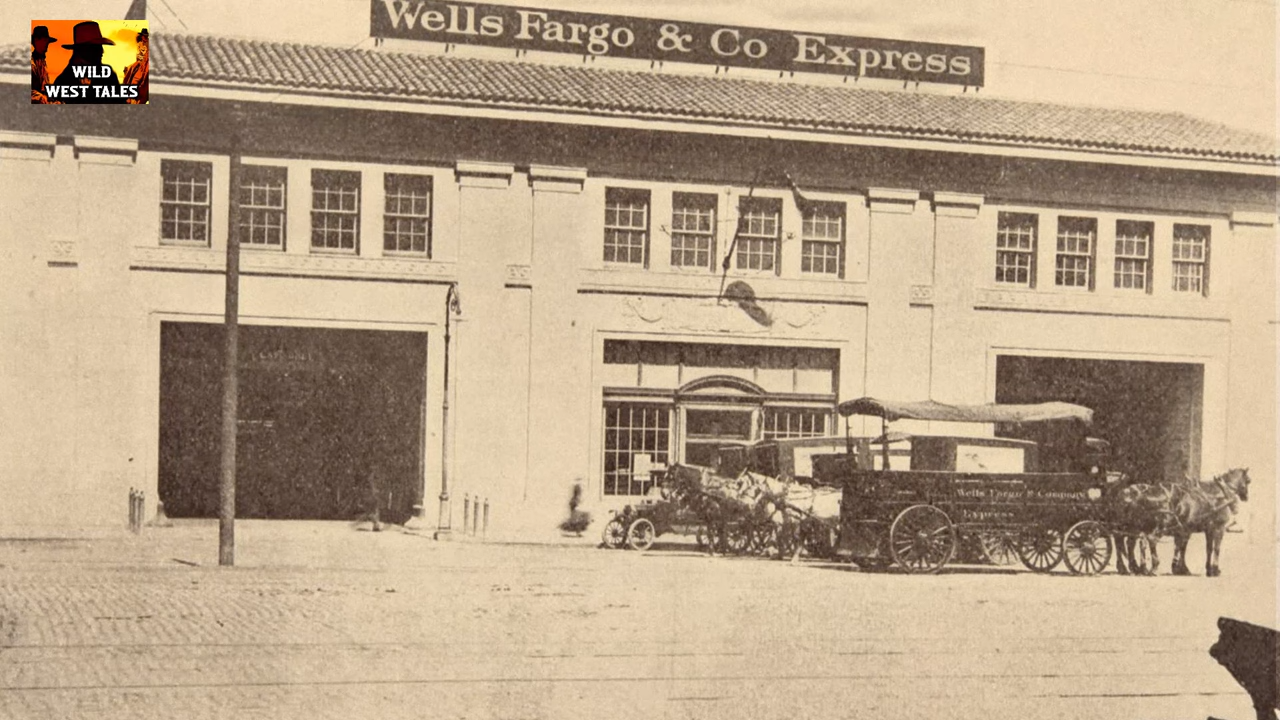 Wells Fargo & Co Express
WILD
WEST TALES
Wells Fargo & Company
Express